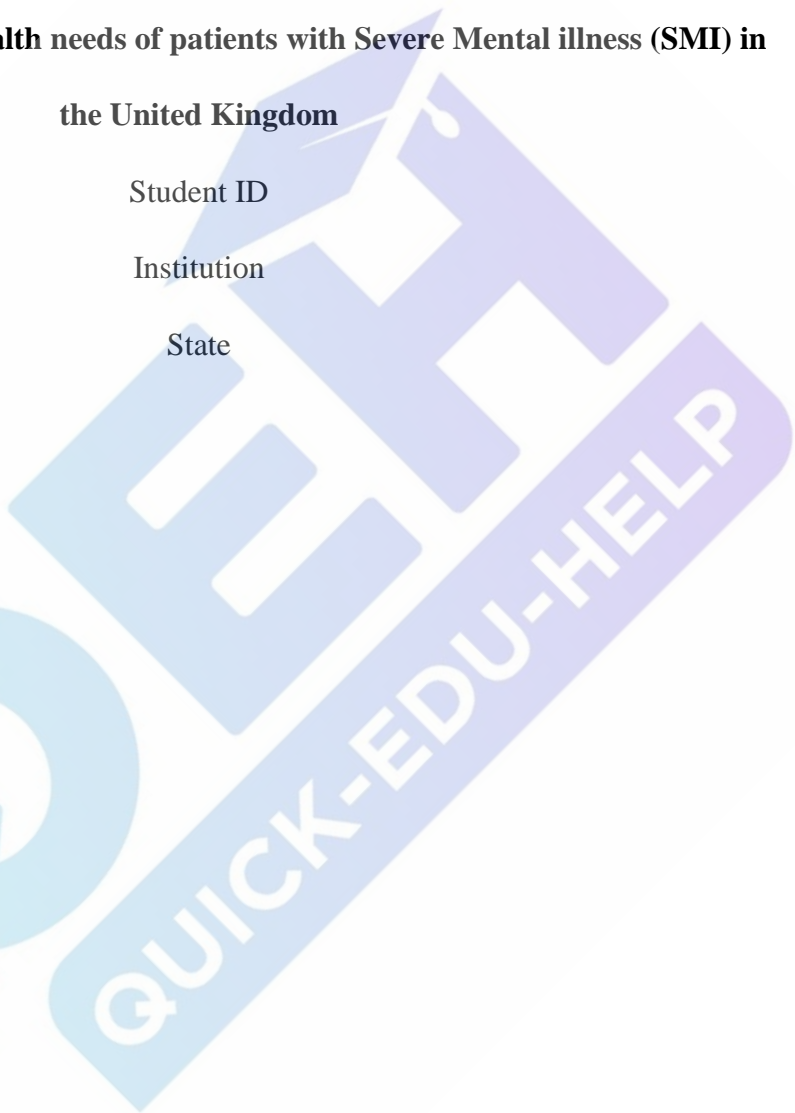 needs of patients with Severe Mental illness (SMI) in
the United Kingdom
Student ID
Institution
State
QEH
QUICK-EDU-HELP